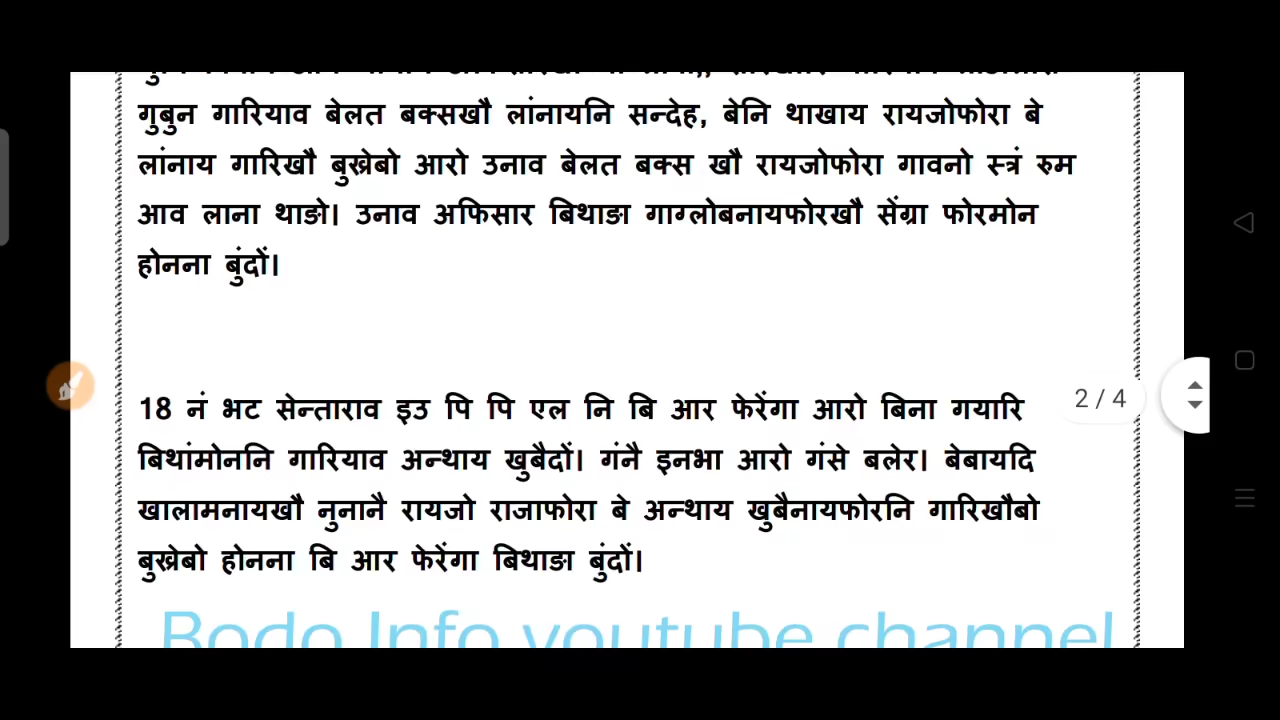 गुबुन गारियाव बेलत बक्सखौ लांनायनि सन्देह, बेनि थाखाय रायजोफोरा बे
लांनाय गारिखौ बुख्रेबो आरो उनाव बेलत बक्स खौ रायजोफोरा गावनो स्त्रं रुम
आव लाना थाङो। उनाव अफिसार बिथाङा गाग्लोबनायफोरखौ सेंग्रा फोरमोन
होनना बुंदों।
18 नं भट सेन्ताराव इउ पि पि एल नि बि आर फेरेंगा आरो बिना गयारि
2 / 4
बिथांमोननि गारियाव अन्थाय खुबैदों। गंनै इनभा आरो गंसे बलेर। बेबायदि
खालामनायखौ नुनानै रायजो राजाफोरा बे अन्थाय खुबैनायफोरनि गारिखौबो
बुख्रेबो होनना बि आर फेरेंगा बिथाङा बुंदों।
Bodo Info youtube channel